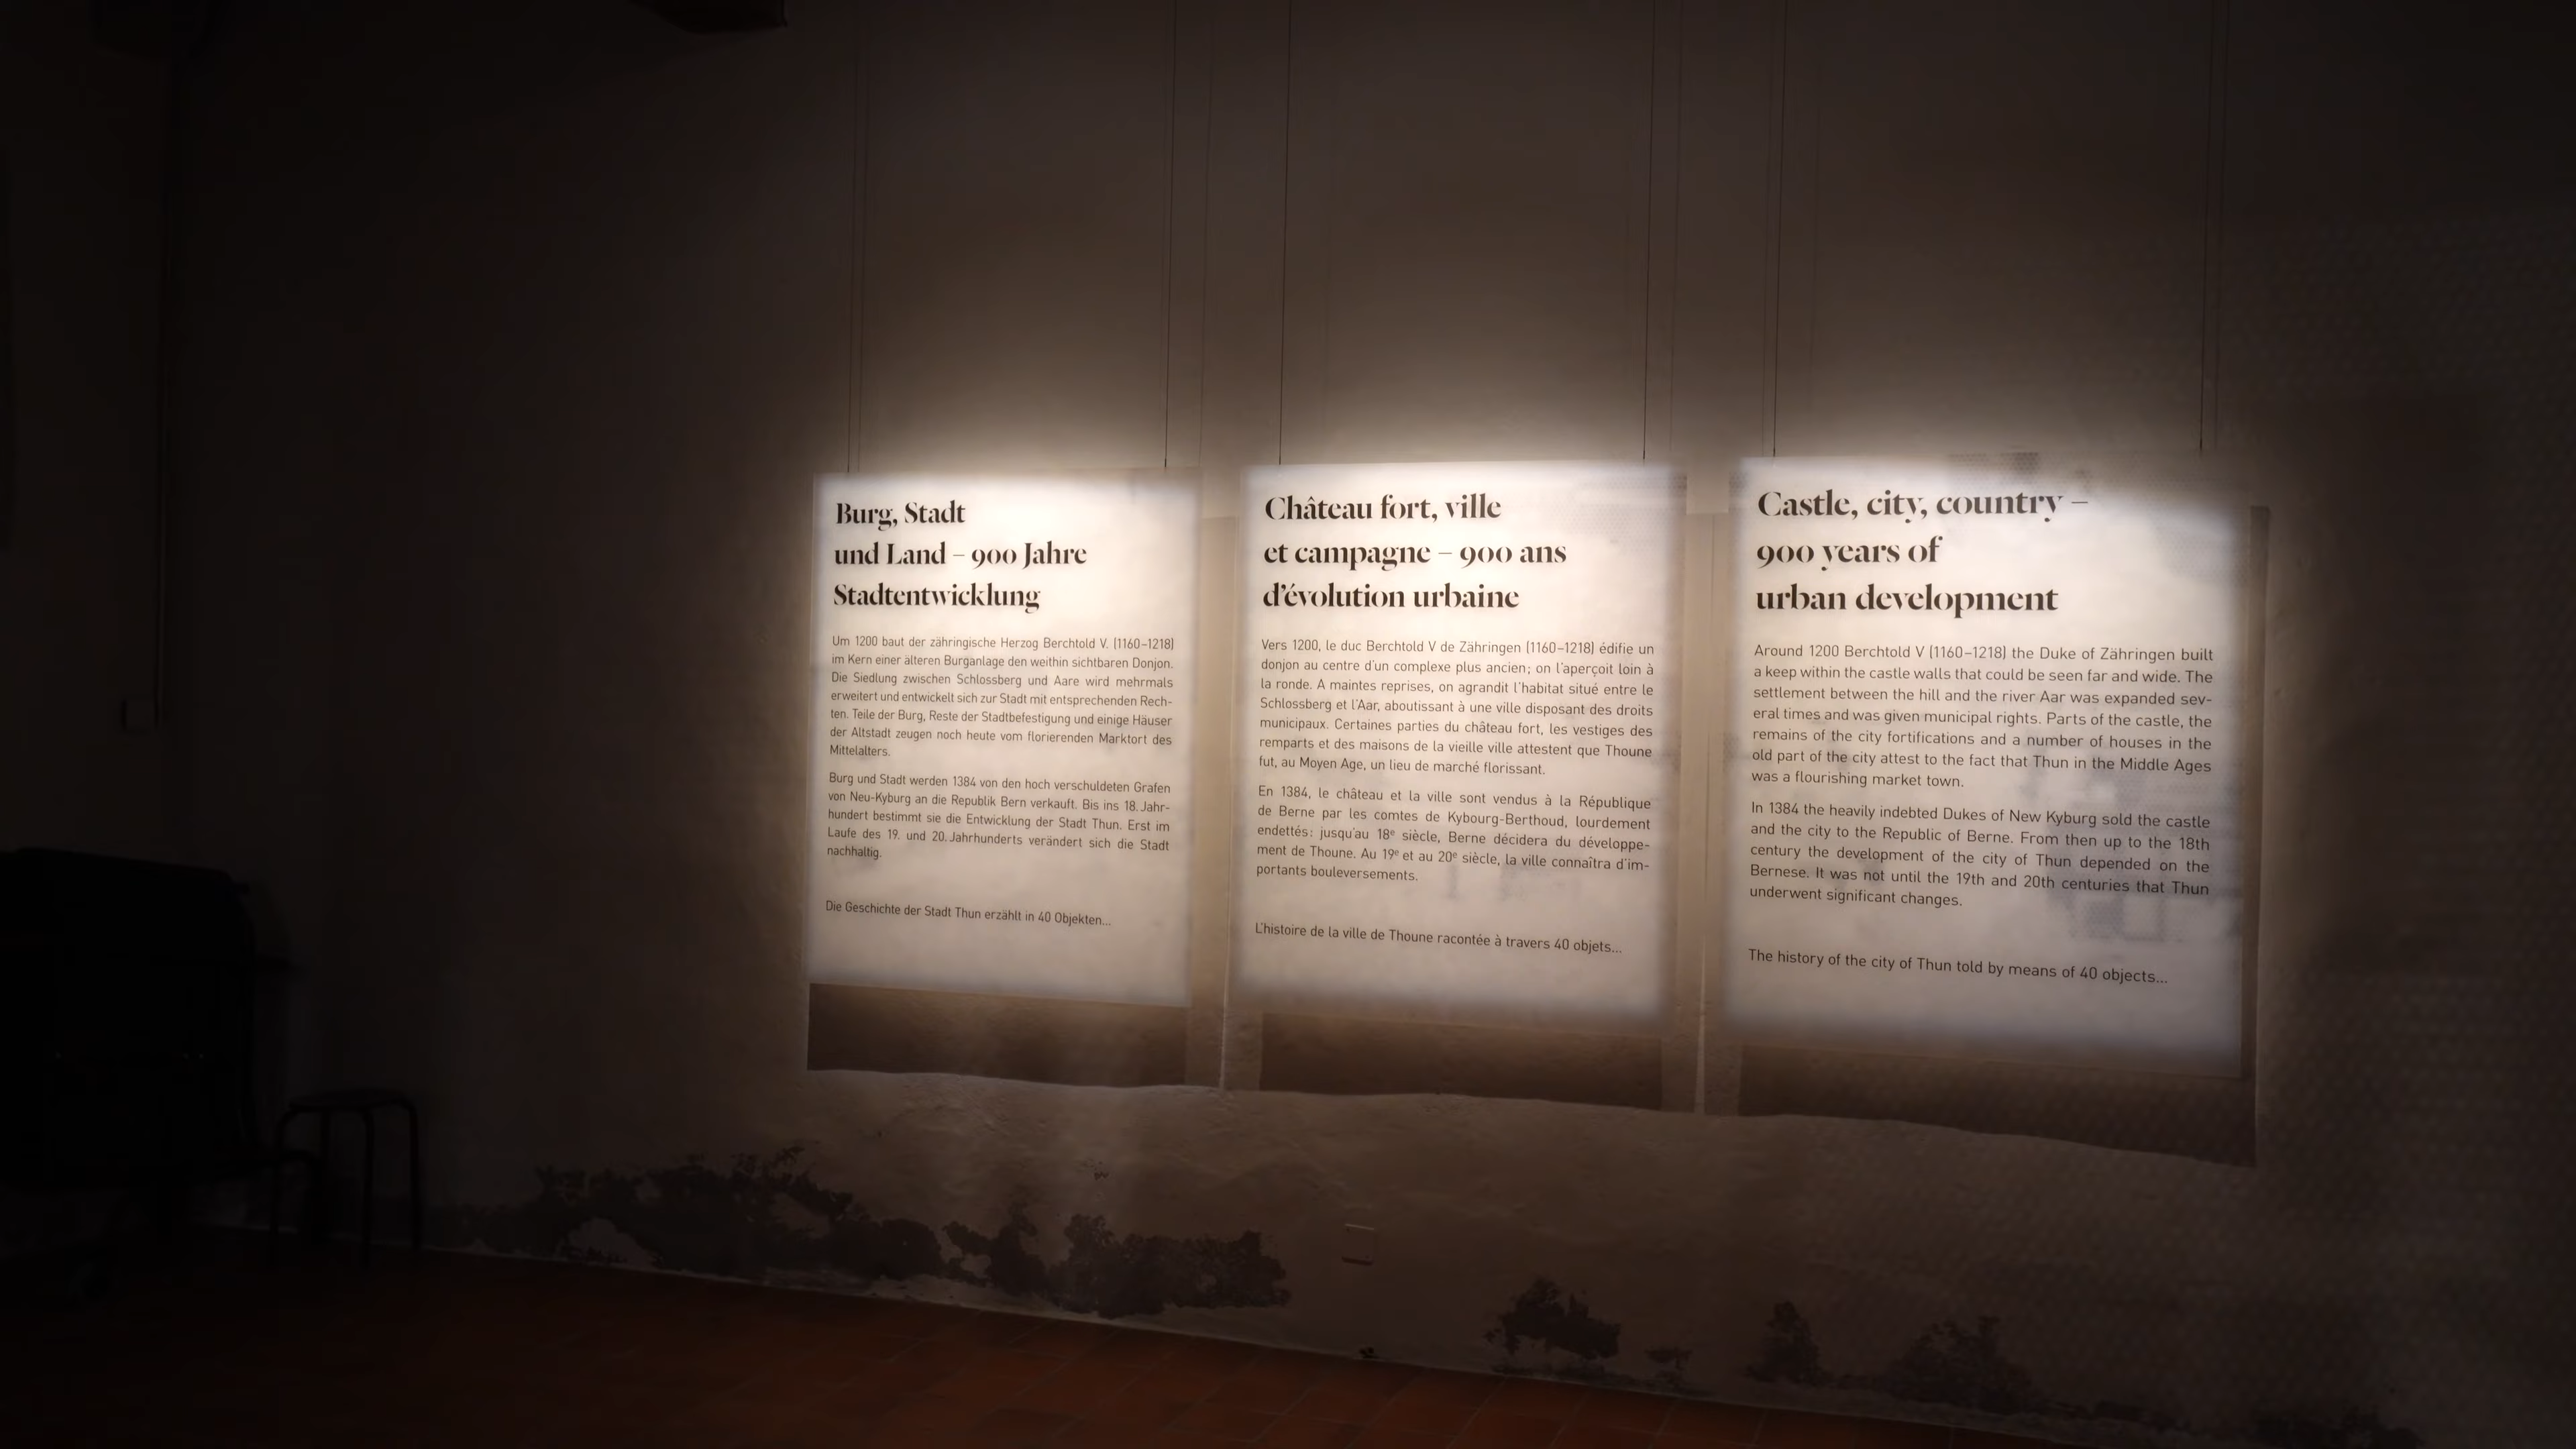 Burg, Stadt
und Land – 900 Jahre
Stadtentwicklung
Um 1200 baut der zähringische Herzog Berchtold V. (1160–1218)
im Kern einer älteren Burganlage den weithin sichtbaren Donjon.
Die Siedlung zwischen Schlossberg und Aare wird mehrmals
erweitert und entwickelt sich zur Stadt mit entsprechenden Rech-
ten. Teile der Burg, Reste der Stadtbefestigung und einige Häuser
der Altstadt zeugen noch heute vom florierenden Marktort des
Mittelalters.
Burg und Stadt werden 1384 von den hoch verschuldeten Grafen
von Neu-Kyburg an die Republik Bern verkauft. Bis ins 18. Jahr-
hundert bestimmt sie die Entwicklung der Stadt Thun. Erst im
Laufe des 19. und 20. Jahrhunderts verändert sich die Stadt
nachhaltig.
Die Geschichte der Stadt Thun erzählt in 40 Objekten...
Château fort, ville
et campagne – 900 ans
d'évolution urbaine
Vers 1200, le duc Berchtold V de Zähringen (1160–1218) édifie un
donjon au centre d'un complexe plus ancien; on l'aperçoit loin à
la ronde. A maintes reprises, on agrandit l'habitat situé entre le
Schlossberg et l'Aar, aboutissant à une ville disposant des droits
municipaux. Certaines parties du château fort, les vestiges des
remparts et des maisons de la vieille ville attestent que Thoune
fut, au Moyen Age, un lieu de marché florissant.
En 1384, le château et la ville sont vendus à la République
de Berne par les comtes de Kybourg-Berthoud, lourdement
endettés: jusqu'au 18e siècle, Berne décidera du développe-
ment de Thoune. Au 19e et au 20e siècle, la ville connaîtra d'im-
portants bouleversements.
L'histoire de la ville de Thoune racontée à travers 40 objets...
Castle, city, country –
900 years of
urban development
Around 1200 Berchtold V (1160–1218) the Duke of Zähringen built
a keep within the castle walls that could be seen far and wide. The
settlement between the hill and the river Aar was expanded sev-
eral times and was given municipal rights. Parts of the castle, the
remains of the city fortifications and a number of houses in the
old part of the city attest to the fact that Thun in the Middle Ages
was a flourishing market town.
In 1384 the heavily indebted Dukes of New Kyburg sold the castle
and the city to the Republic of Berne. From then up to the 18th
century the development of the city of Thun depended on the
Bernese. It was not until the 19th and 20th centuries that Thun
underwent significant changes.
The history of the city of Thun told by means of 40 objects...